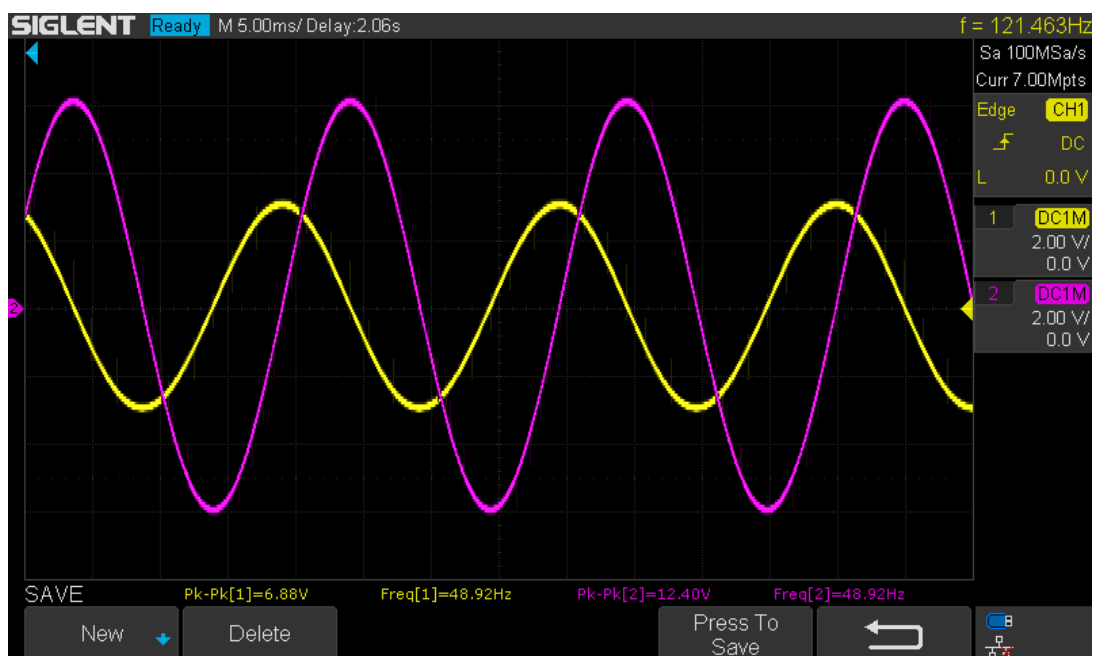 SIGLENT Ready M 5.00ms/ Delay:2.06s f = 121.463Hz
Sa 100MSa/s
Curr 7.00Mpts
Edge CH1
DC
L 0.0 V
1 DC1M
2.00 V/
0.0 V
2 DC1M
2.00 V/
0.0 V
2
SAVE Pk-Pk[1]=6.88V Freq[1]=48.92Hz Pk-Pk[2]=12.40V Freq[2]=48.92Hz
New Delete Press To
Save